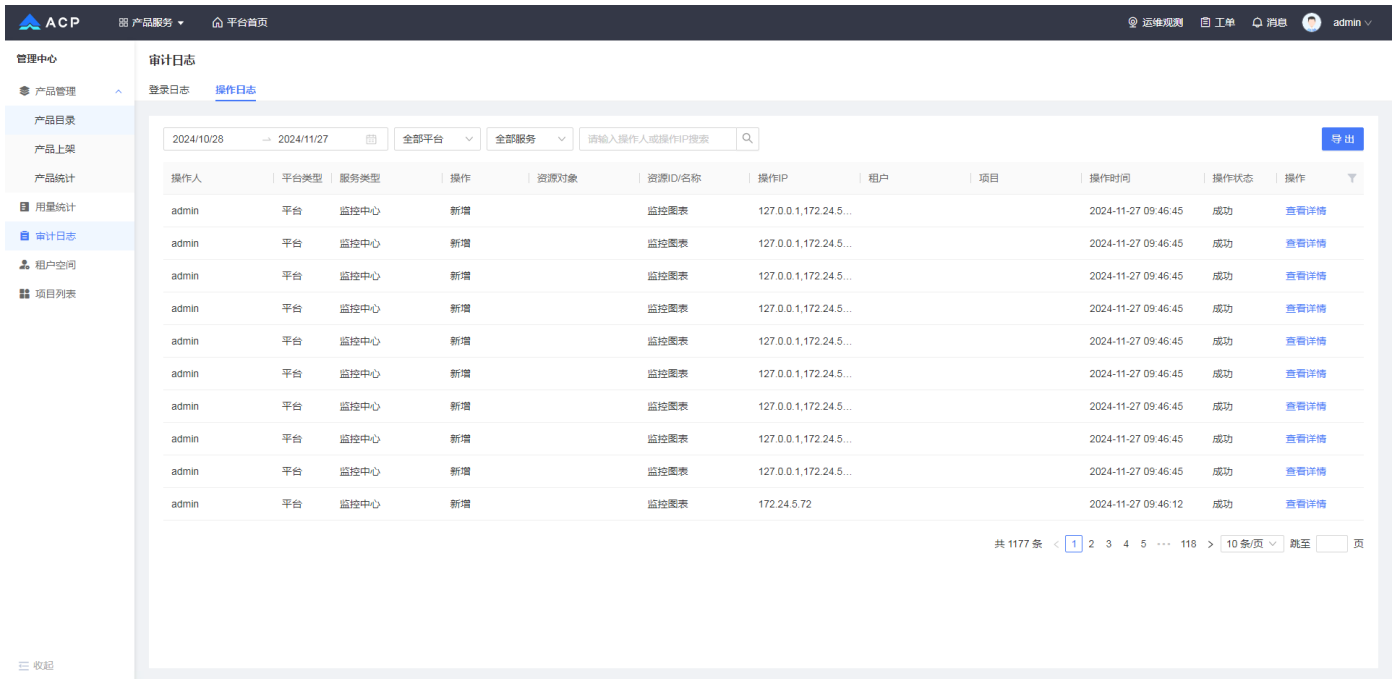 ACP 产品服务 平台首页 运维观测 工单 消息 admin
管理中心
产品管理
产品目录
产品上架
产品统计
用量统计
审计日志
租户空间
项目列表
收起
审计日志
登录日志 操作日志
2024/10/28 → 2024/11/27 全部平台 全部服务 请输入操作人或操作IP搜索 导出
操作人 平台类型 服务类型 操作 资源对象 资源ID/名称 操作IP 租户 项目 操作时间 操作状态 操作
admin 平台 监控中心 新增 监控图表 127.0.0.1,172.24.5... 2024-11-27 09:46:45 成功 查看详情
admin 平台 监控中心 新增 监控图表 127.0.0.1,172.24.5... 2024-11-27 09:46:45 成功 查看详情
admin 平台 监控中心 新增 监控图表 127.0.0.1,172.24.5... 2024-11-27 09:46:45 成功 查看详情
admin 平台 监控中心 新增 监控图表 127.0.0.1,172.24.5... 2024-11-27 09:46:45 成功 查看详情
admin 平台 监控中心 新增 监控图表 127.0.0.1,172.24.5... 2024-11-27 09:46:45 成功 查看详情
admin 平台 监控中心 新增 监控图表 127.0.0.1,172.24.5... 2024-11-27 09:46:45 成功 查看详情
admin 平台 监控中心 新增 监控图表 127.0.0.1,172.24.5... 2024-11-27 09:46:45 成功 查看详情
admin 平台 监控中心 新增 监控图表 127.0.0.1,172.24.5... 2024-11-27 09:46:45 成功 查看详情
admin 平台 监控中心 新增 监控图表 127.0.0.1,172.24.5... 2024-11-27 09:46:45 成功 查看详情
admin 平台 监控中心 新增 监控图表 172.24.5.72 2024-11-27 09:46:12 成功 查看详情
共 1177 条 < 1 2 3 4 5 ••• 118 > 10 条/页 跳至 页